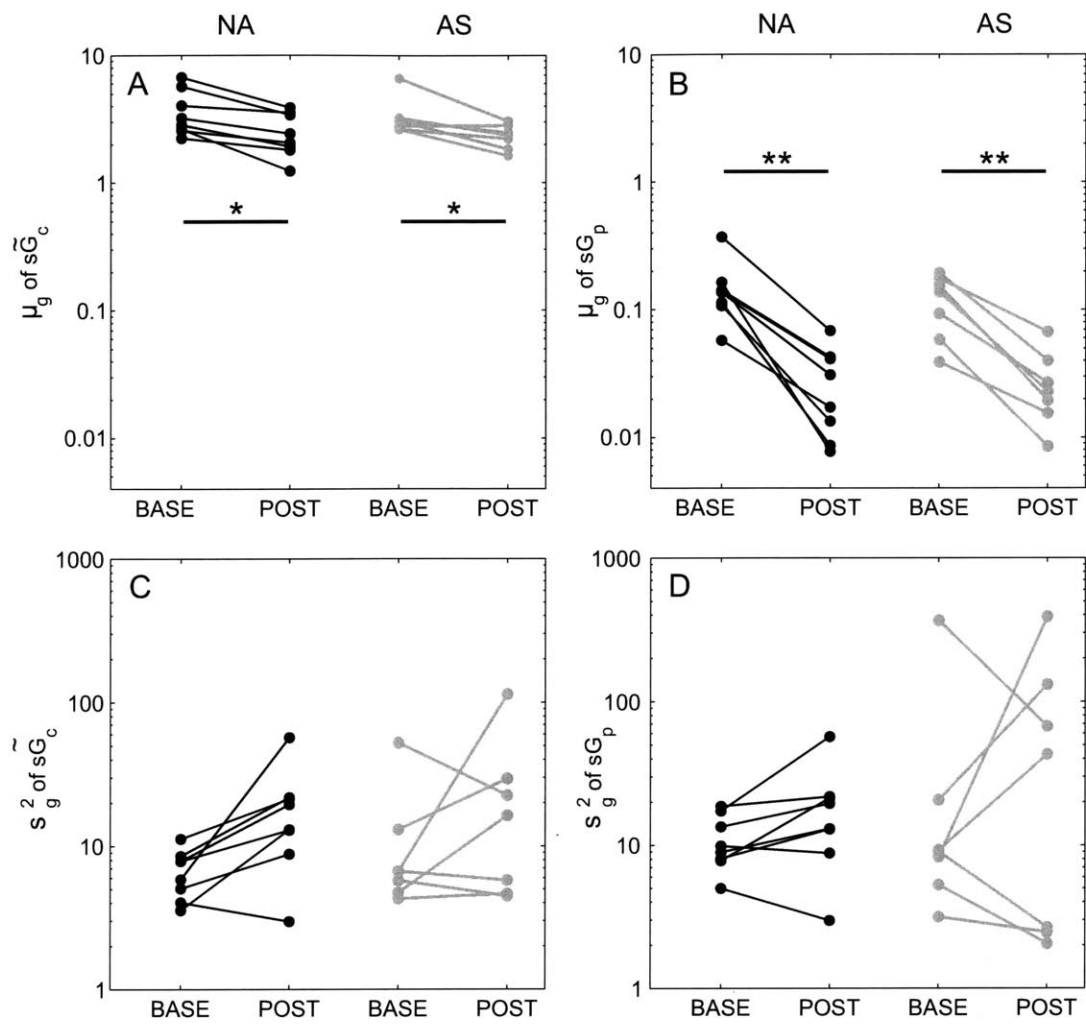 NA AS NA AS
A
10
1
0.1
0.01
* *
μg of sG̃c
BASE POST BASE POST
B
10
1
0.1
0.01
** **
μg of sGp
BASE POST BASE POST
C
1000
100
10
1
s²g of sG̃c
BASE POST BASE POST
D
1000
100
10
1
s²g of sGp
BASE POST BASE POST